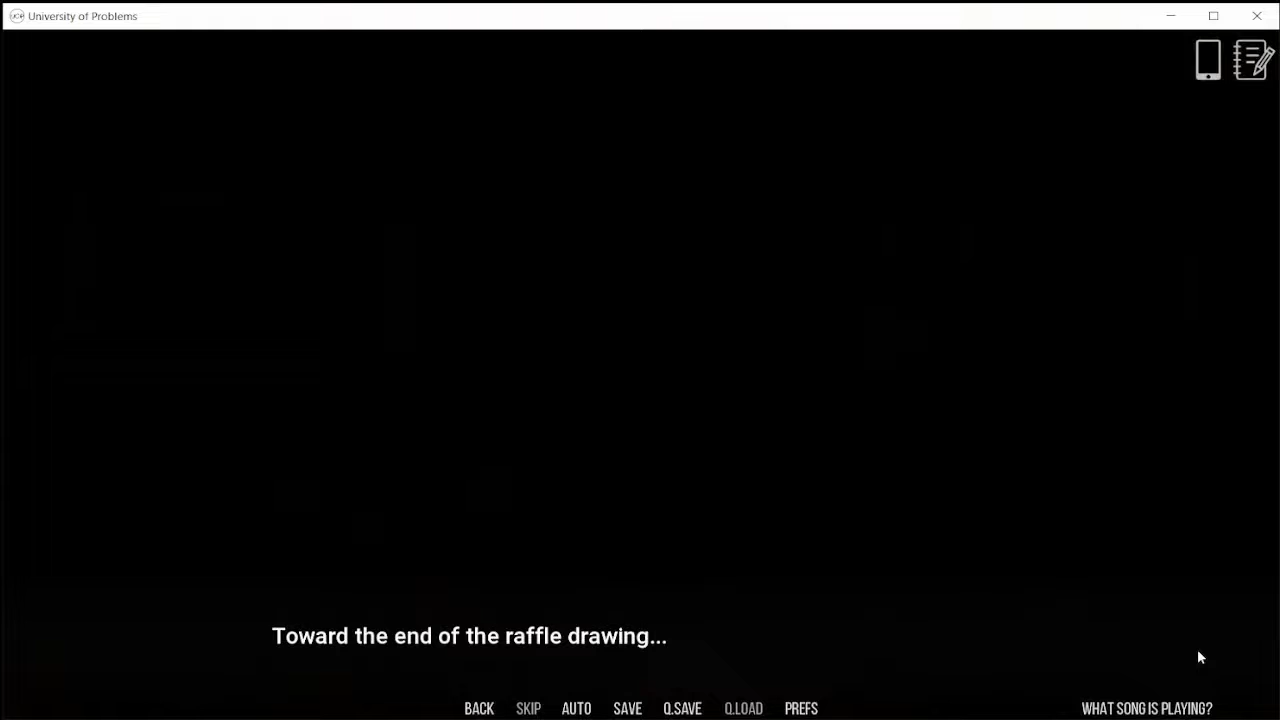 University of Problems
Toward the end of the raffle drawing...
BACK SKIP AUTO SAVE Q.SAVE Q.LOAD PREFS
WHAT SONG IS PLAYING?